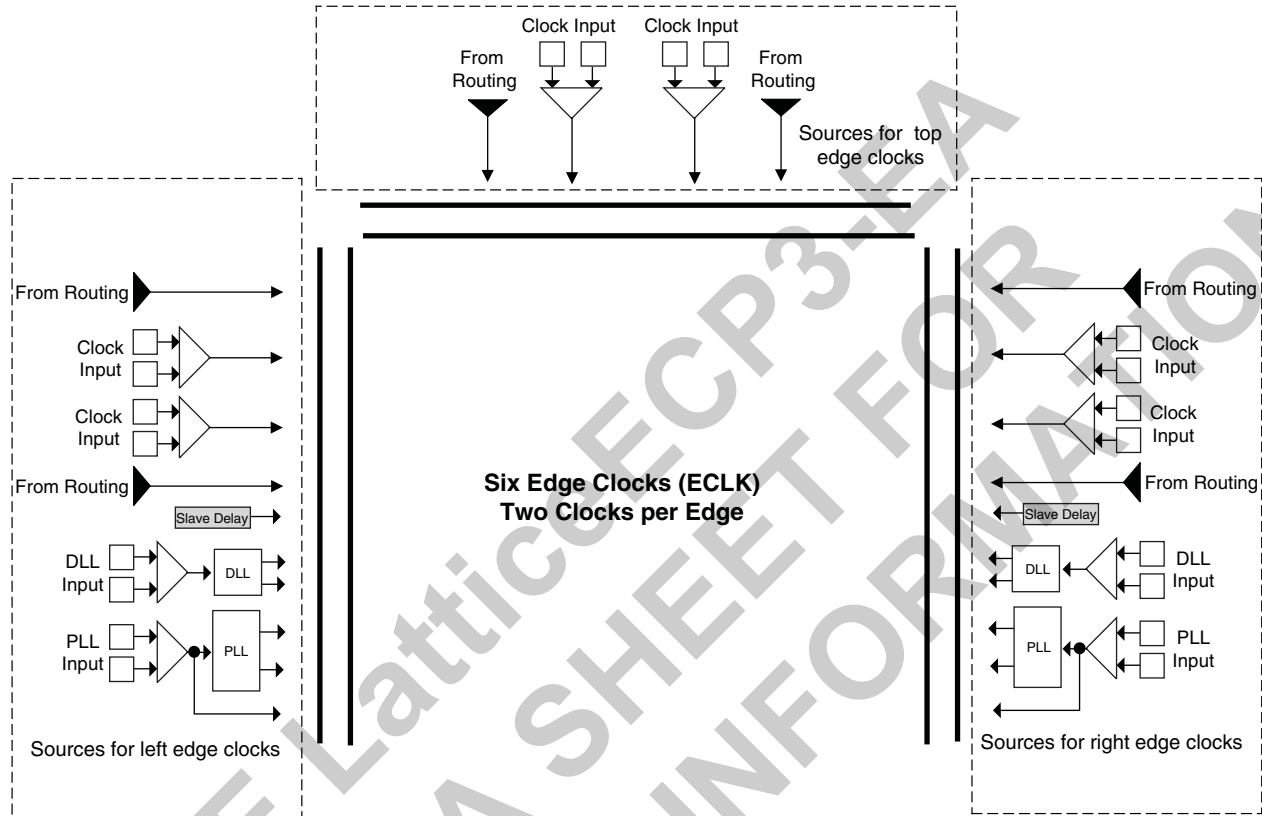 Clock Input Clock Input
From
Routing
From
Routing
Sources for top
edge clocks
From Routing
Clock
Input
Clock
Input
From Routing
Slave Delay
DLL
Input
DLL
PLL
Input
PLL
Sources for left edge clocks
Six Edge Clocks (ECLK)
Two Clocks per Edge
From Routing
Clock
Input
Clock
Input
From Routing
Slave Delay
DLL
DLL
Input
PLL
PLL
Input
Sources for right edge clocks
LatticeECP3-EA
SHEET FOR
INFORMATION